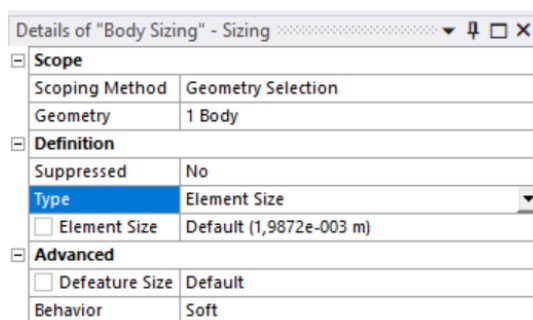 Details of "Body Sizing" - Sizing
Scope
Scoping Method Geometry Selection
Geometry 1 Body
Definition
Suppressed No
Type Element Size
Element Size Default (1,9872e-003 m)
Advanced
Defeature Size Default
Behavior Soft